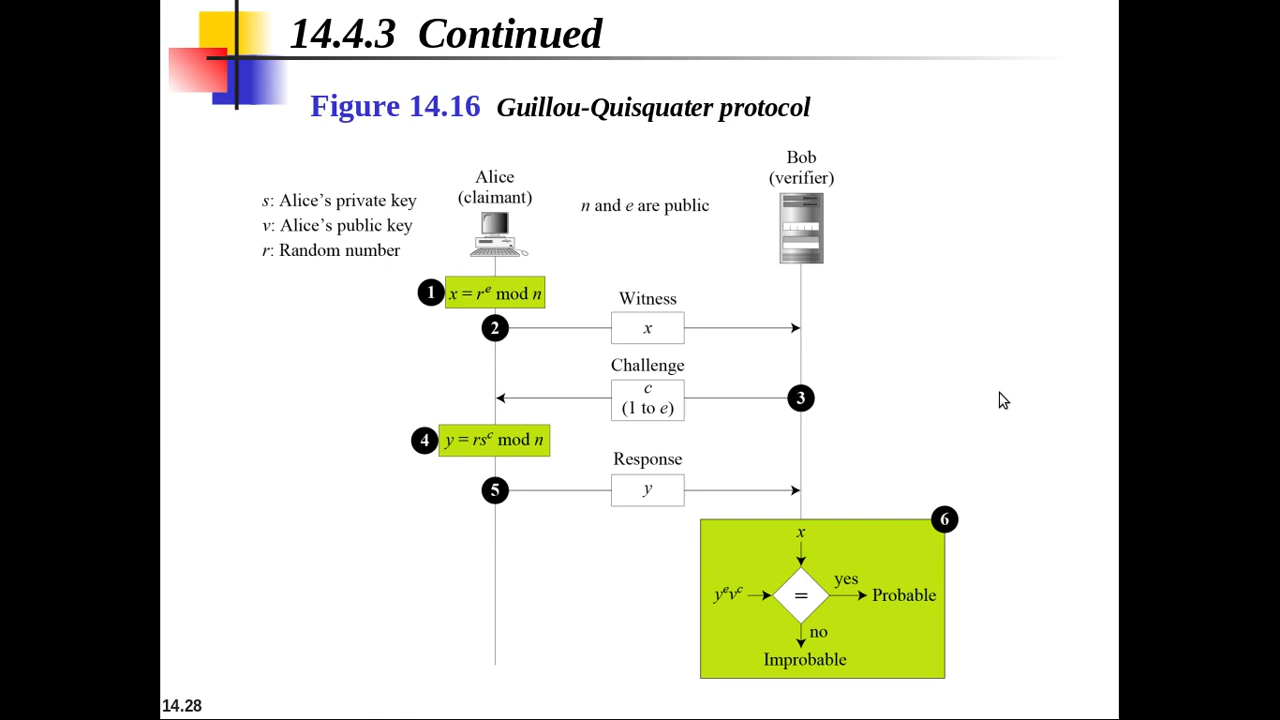 14.4.3 Continued
Figure 14.16 Guillou-Quisquater protocol
Bob
(verifier)
Alice
(claimant)
s: Alice's private key
v: Alice's public key
r: Random number
n and e are public
1 x = r^e mod n
Witness
2 x
Challenge
c
(1 to e)
3
4 y = rs^c mod n
Response
5 y
6
x
y^e v^c = yes Probable
no
Improbable
14.28